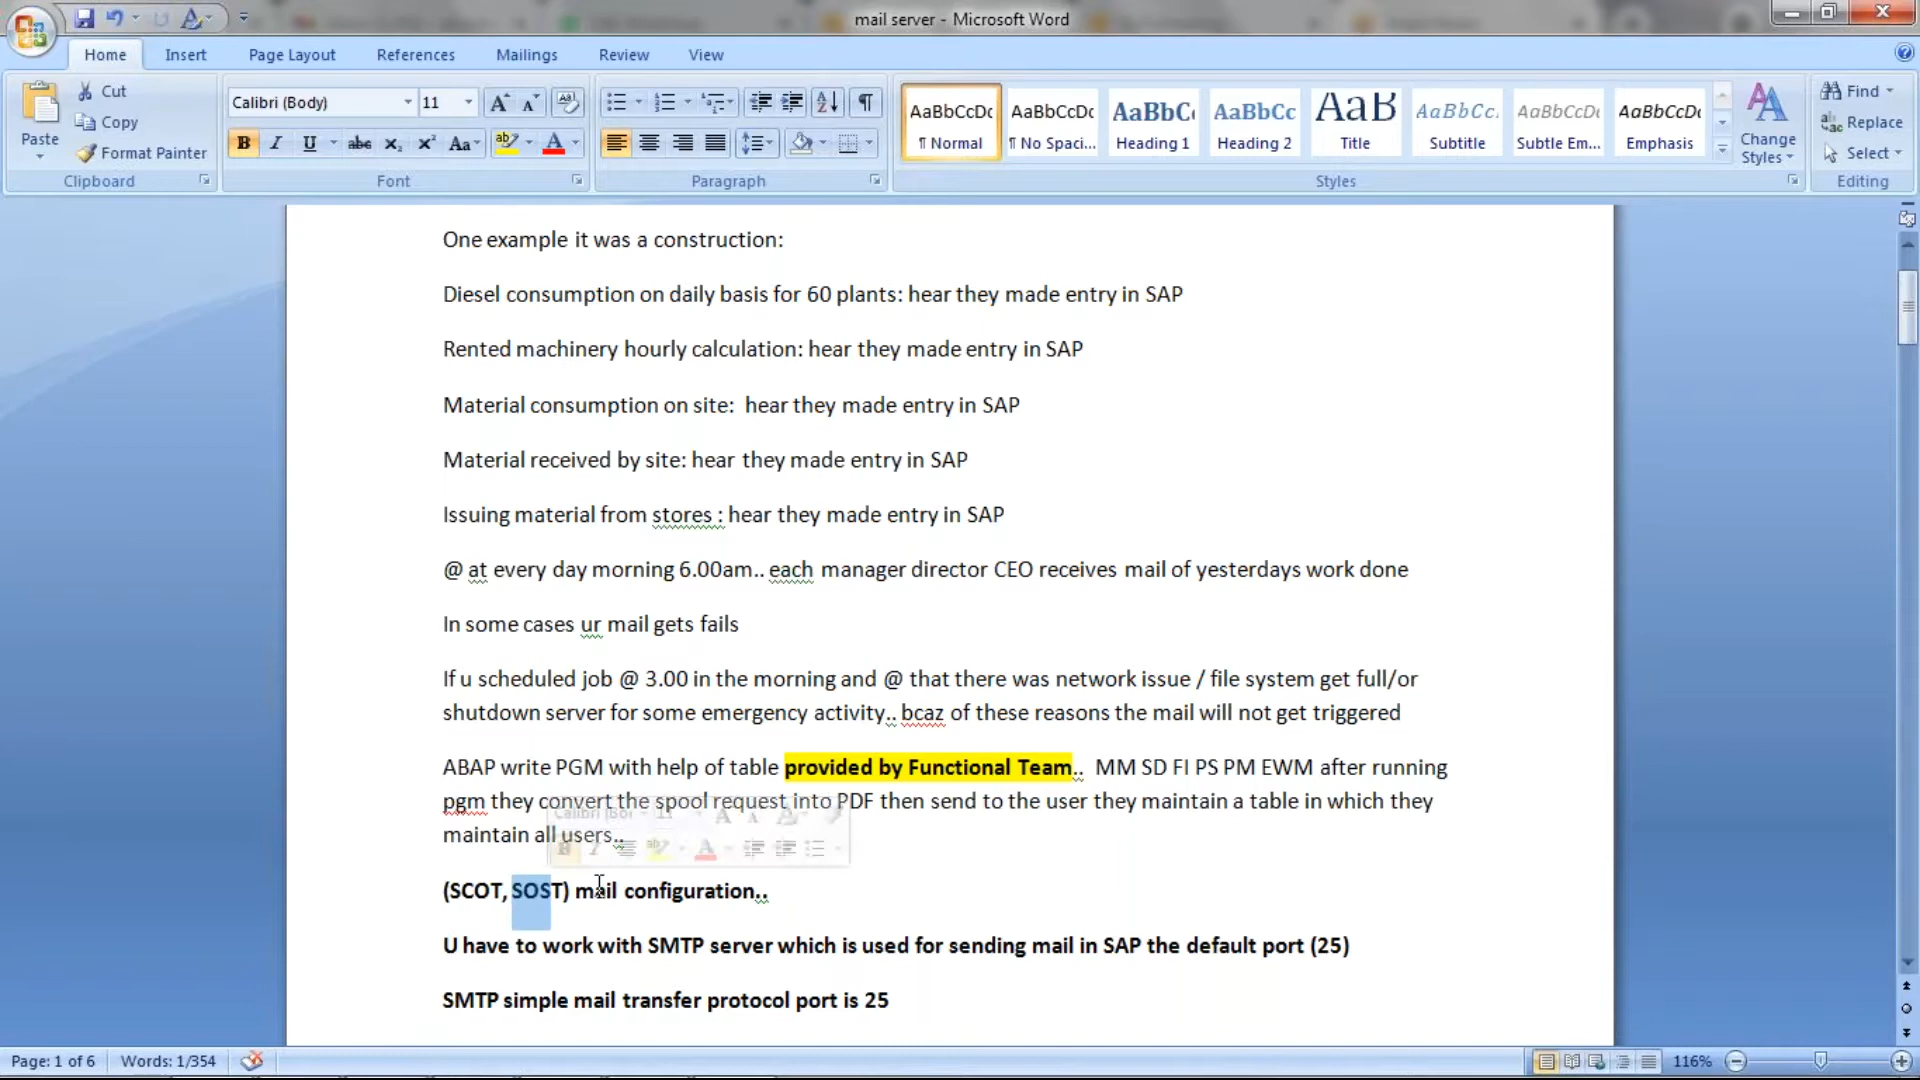 mail server - Microsoft Word
Home Insert Page Layout References Mailings Review View
Paste
Cut
Copy
Format Painter
Clipboard
Calibri (Body) 11
B I U abc x₂ x² Aa
Font
Paragraph
AaBbCcDc AaBbCcDc AaBbC AaBbCc AaB AaBbCc. AaBbCcDc AaBbCcDc
¶ Normal ¶ No Spaci... Heading 1 Heading 2 Title Subtitle Subtle Em... Emphasis
Change Styles
Styles
Find
Replace
Select
Editing
One example it was a construction:
Diesel consumption on daily basis for 60 plants: hear they made entry in SAP
Rented machinery hourly calculation: hear they made entry in SAP
Material consumption on site:  hear they made entry in SAP
Material received by site: hear they made entry in SAP
Issuing material from stores : hear they made entry in SAP
@ at every day morning 6.00am.. each manager director CEO receives mail of yesterdays work done
In some cases ur mail gets fails
If u scheduled job @ 3.00 in the morning and @ that there was network issue / file system get full/or
shutdown server for some emergency activity.. bcaz of these reasons the mail will not get triggered
ABAP write PGM with help of table provided by Functional Team..  MM SD FI PS PM EWM after running
pgm they convert the spool request into PDF then send to the user they maintain a table in which they
maintain all users..
(SCOT, SOST) mail configuration..
U have to work with SMTP server which is used for sending mail in SAP the default port (25)
SMTP simple mail transfer protocol port is 25
Page: 1 of 6 Words: 1/354 116%